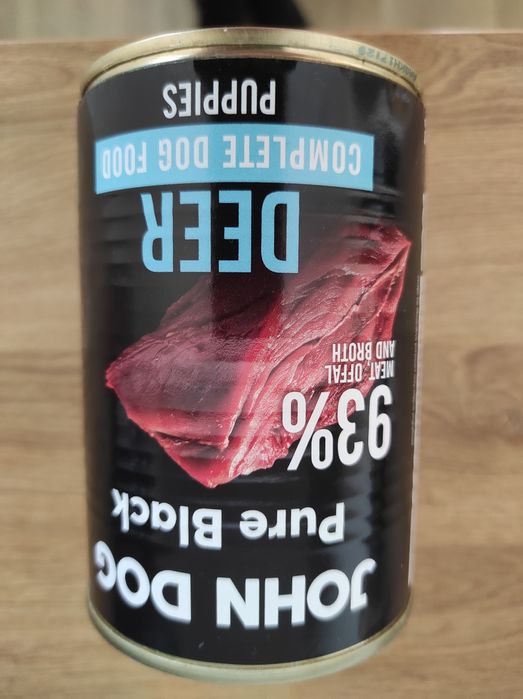 JOHN DOG
Pure Black
93%
MEAT, OFFAL
AND BROTH
DEER
COMPLETE DOG FOOD
PUPPIES